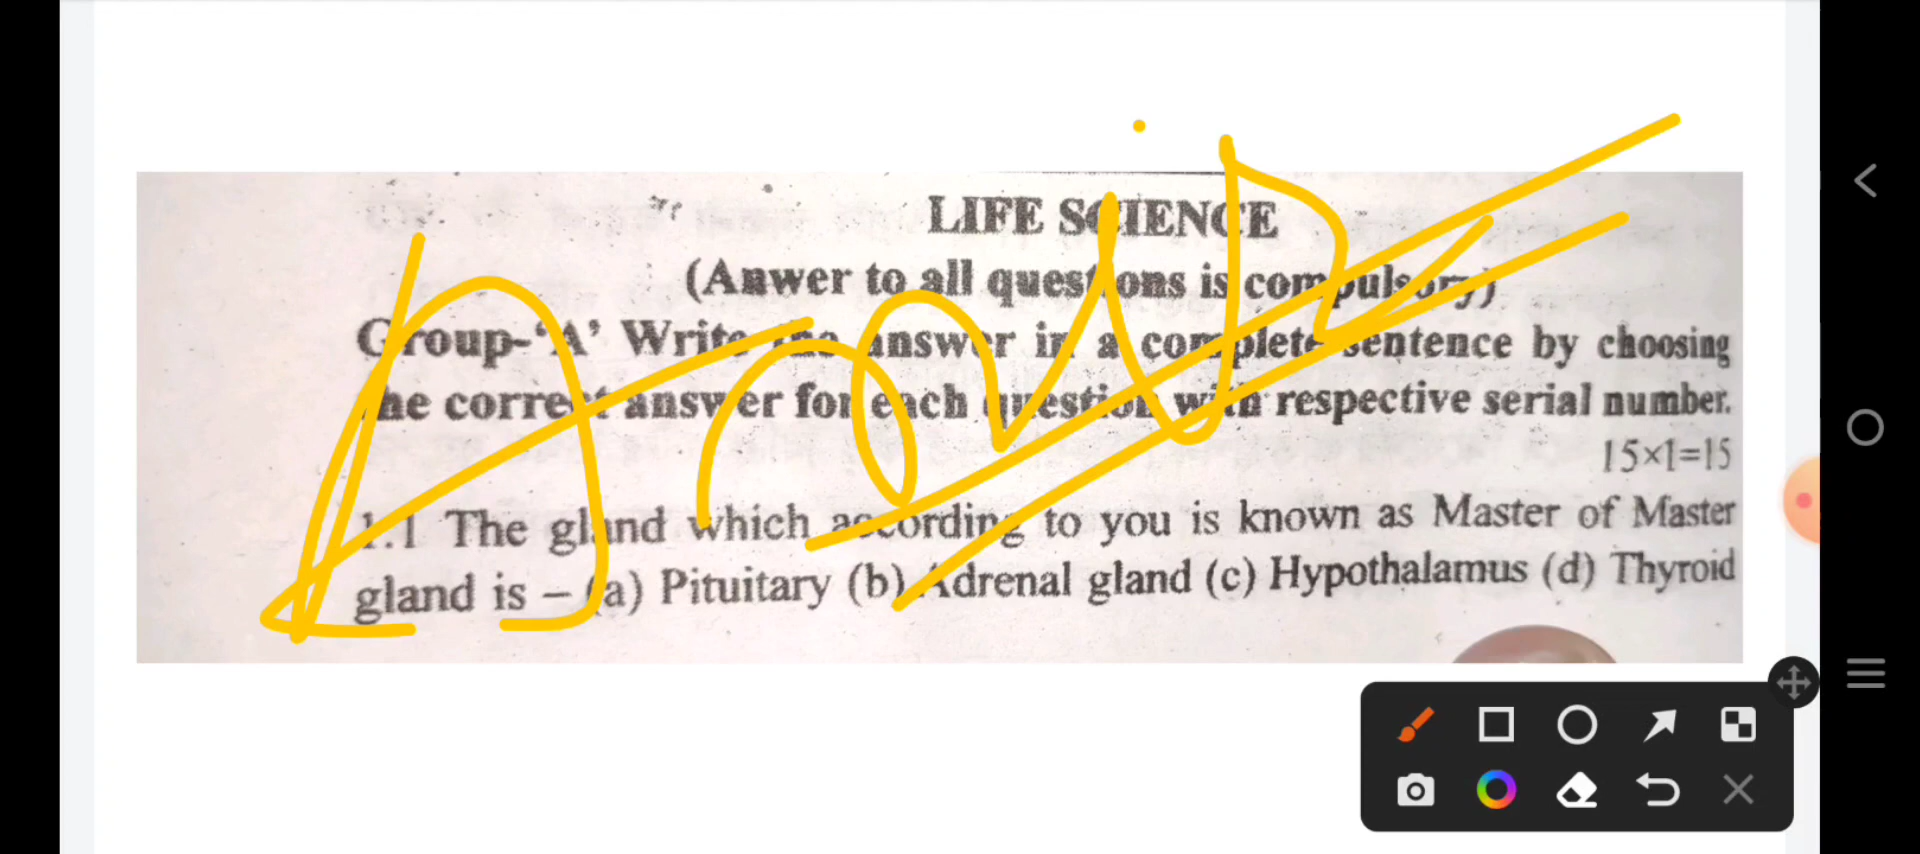 LIFE SCIENCE
(Anwer to all questions is compulsory)
Group-‘A’ Write the answer in a complete sentence by choosing
the correct answer for each question with respective serial number.
15×1=15
1.1 The gland which according to you is known as Master of Master
gland is – (a) Pituitary (b) Adrenal gland (c) Hypothalamus (d) Thyroid